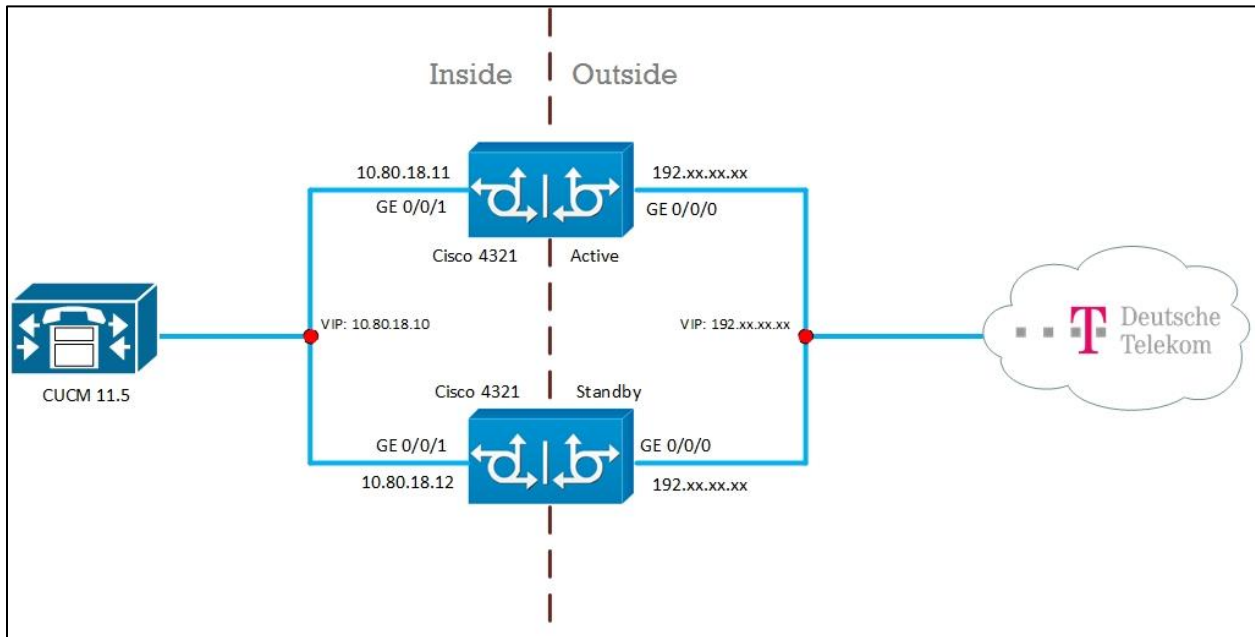 Inside
Outside
10.80.18.11
192.xx.xx.xx
GE 0/0/1
GE 0/0/0
Cisco 4321
Active
VIP: 10.80.18.10
VIP: 192.xx.xx.xx
T
Deutsche
Telekom
CUCM 11.5
Cisco 4321
Standby
GE 0/0/1
GE 0/0/0
10.80.18.12
192.xx.xx.xx